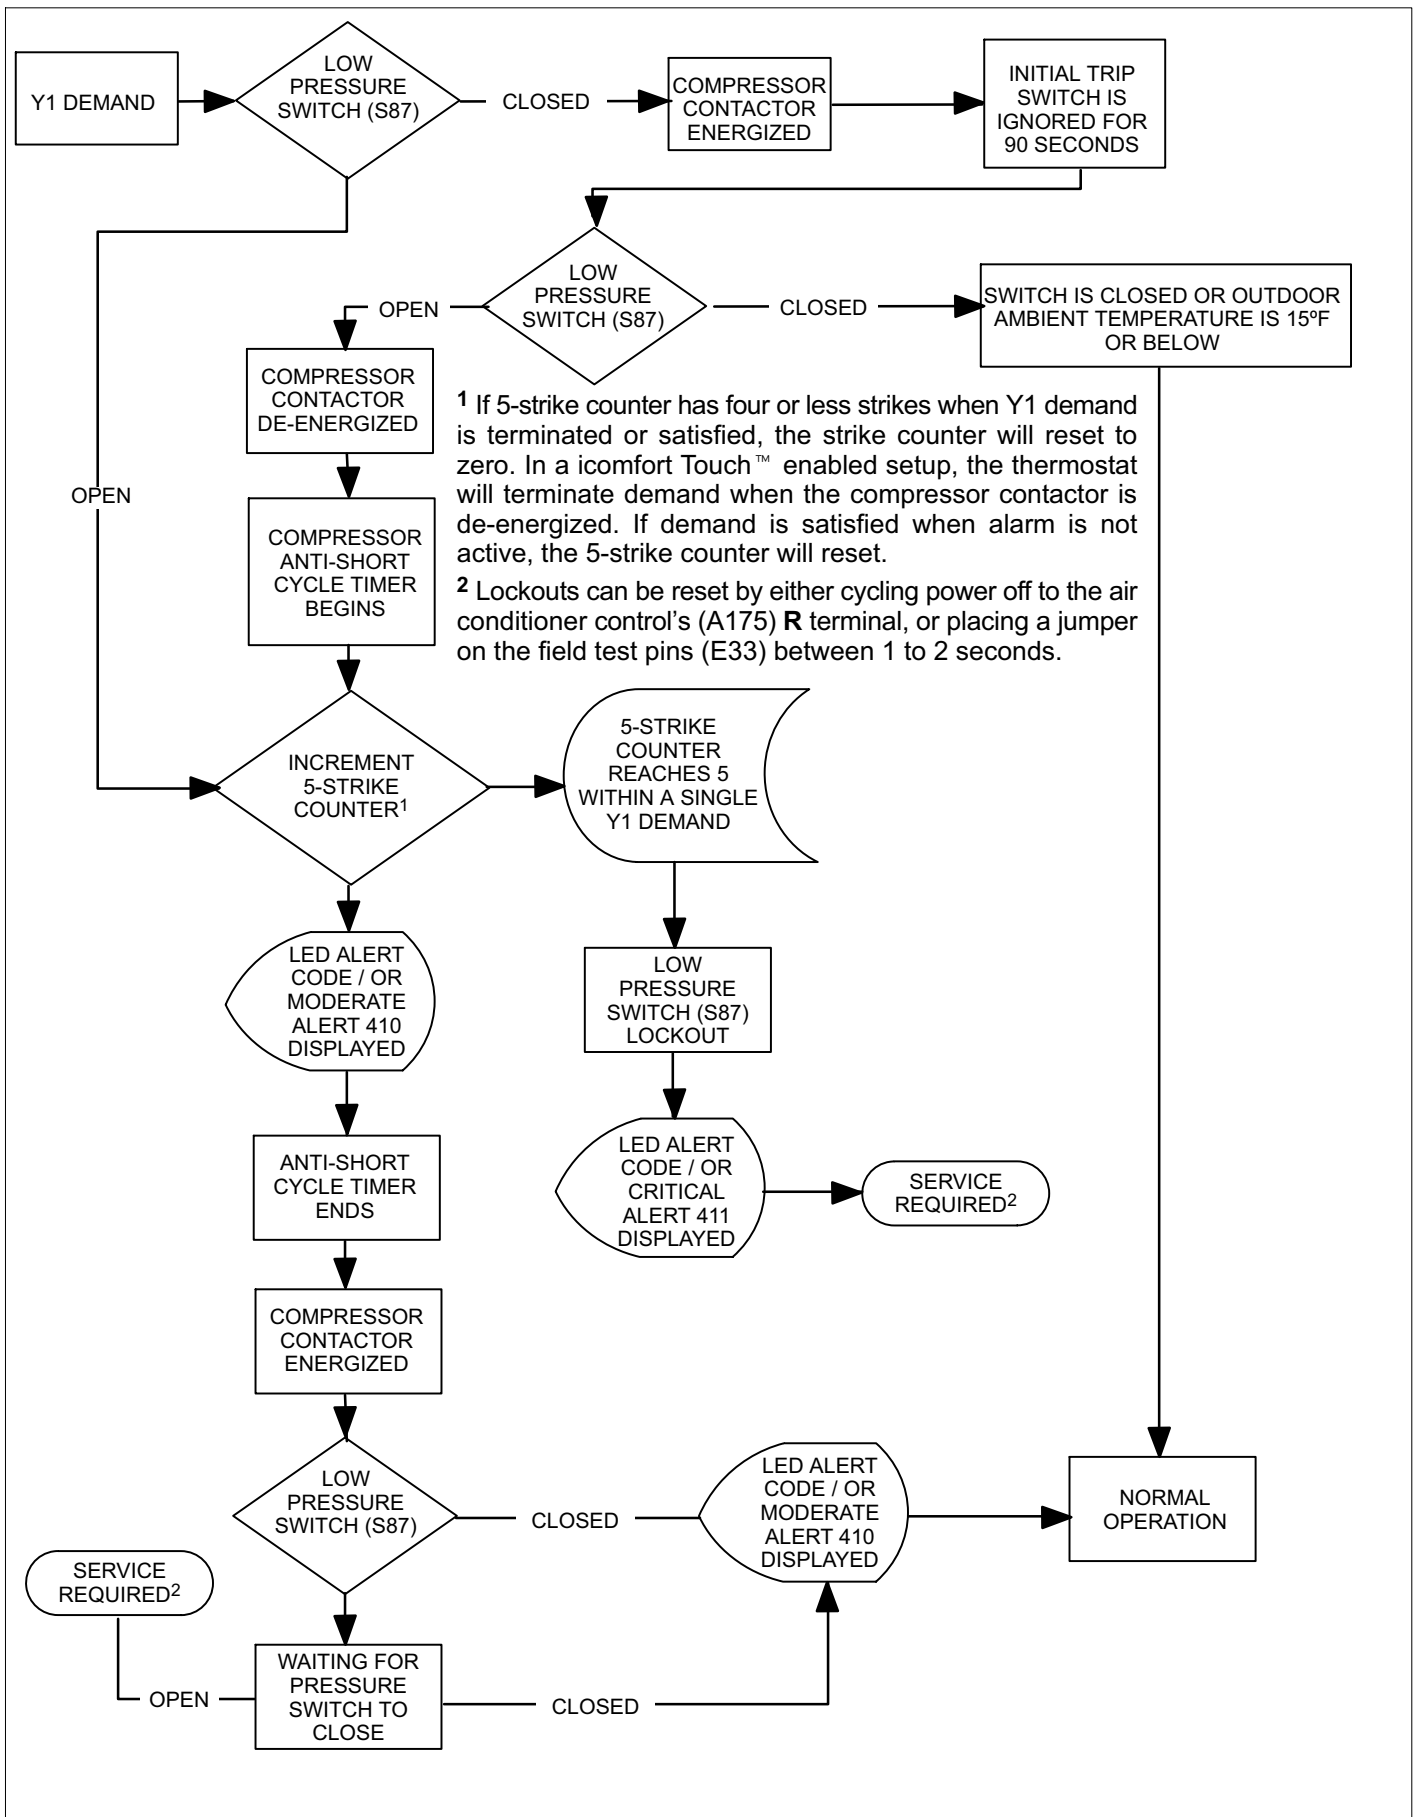 Y1 DEMAND
LOW
PRESSURE
SWITCH (S87)
CLOSED
COMPRESSOR
CONTACTOR
ENERGIZED
INITIAL TRIP
SWITCH IS
IGNORED FOR
90 SECONDS
LOW
PRESSURE
SWITCH (S87)
OPEN
CLOSED
SWITCH IS CLOSED OR OUTDOOR
AMBIENT TEMPERATURE IS 15ºF
OR BELOW
COMPRESSOR
CONTACTOR
DE-ENERGIZED
1 If 5-strike counter has four or less strikes when Y1 demand
is terminated or satisfied, the strike counter will reset to
zero. In a icomfort Touch™ enabled setup, the thermostat
will terminate demand when the compressor contactor is
de-energized. If demand is satisfied when alarm is not
active, the 5-strike counter will reset.
2 Lockouts can be reset by either cycling power off to the air
conditioner control's (A175) R terminal, or placing a jumper
on the field test pins (E33) between 1 to 2 seconds.
OPEN
COMPRESSOR
ANTI-SHORT
CYCLE TIMER
BEGINS
INCREMENT
5-STRIKE
COUNTER1
5-STRIKE
COUNTER
REACHES 5
WITHIN A SINGLE
Y1 DEMAND
LED ALERT
CODE / OR
MODERATE
ALERT 410
DISPLAYED
LOW
PRESSURE
SWITCH (S87)
LOCKOUT
ANTI-SHORT
CYCLE TIMER
ENDS
LED ALERT
CODE / OR
CRITICAL
ALERT 411
DISPLAYED
SERVICE
REQUIRED2
COMPRESSOR
CONTACTOR
ENERGIZED
LOW
PRESSURE
SWITCH (S87)
CLOSED
LED ALERT
CODE / OR
MODERATE
ALERT 410
DISPLAYED
NORMAL
OPERATION
SERVICE
REQUIRED2
OPEN
WAITING FOR
PRESSURE
SWITCH TO
CLOSE
CLOSED